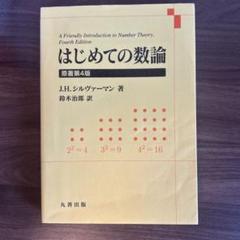 A Friendly Introduction to Number Theory,
Fourth Edition
はじめての数論
原著第4版
J.H.シルヴァーマン 著
鈴木治郎 訳
2²=4 3²=9 4²=16
丸善出版